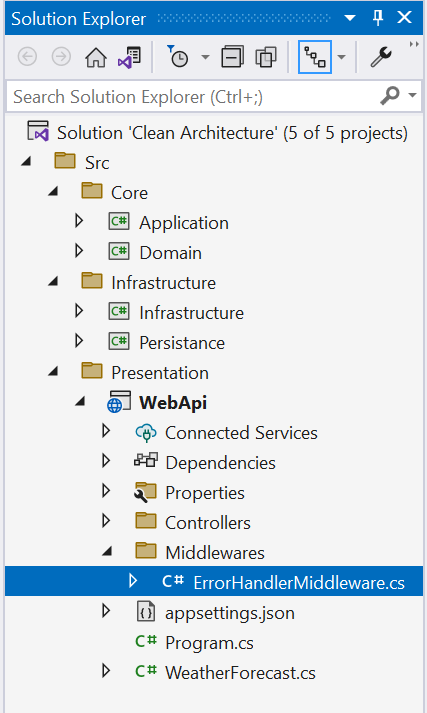 Solution Explorer
Search Solution Explorer (Ctrl+;)
Solution 'Clean Architecture' (5 of 5 projects)
Src
Core
C# Application
C# Domain
Infrastructure
C# Infrastructure
C# Persistance
Presentation
WebApi
Connected Services
Dependencies
Properties
Controllers
Middlewares
C# ErrorHandlerMiddleware.cs
appsettings.json
C# Program.cs
C# WeatherForecast.cs